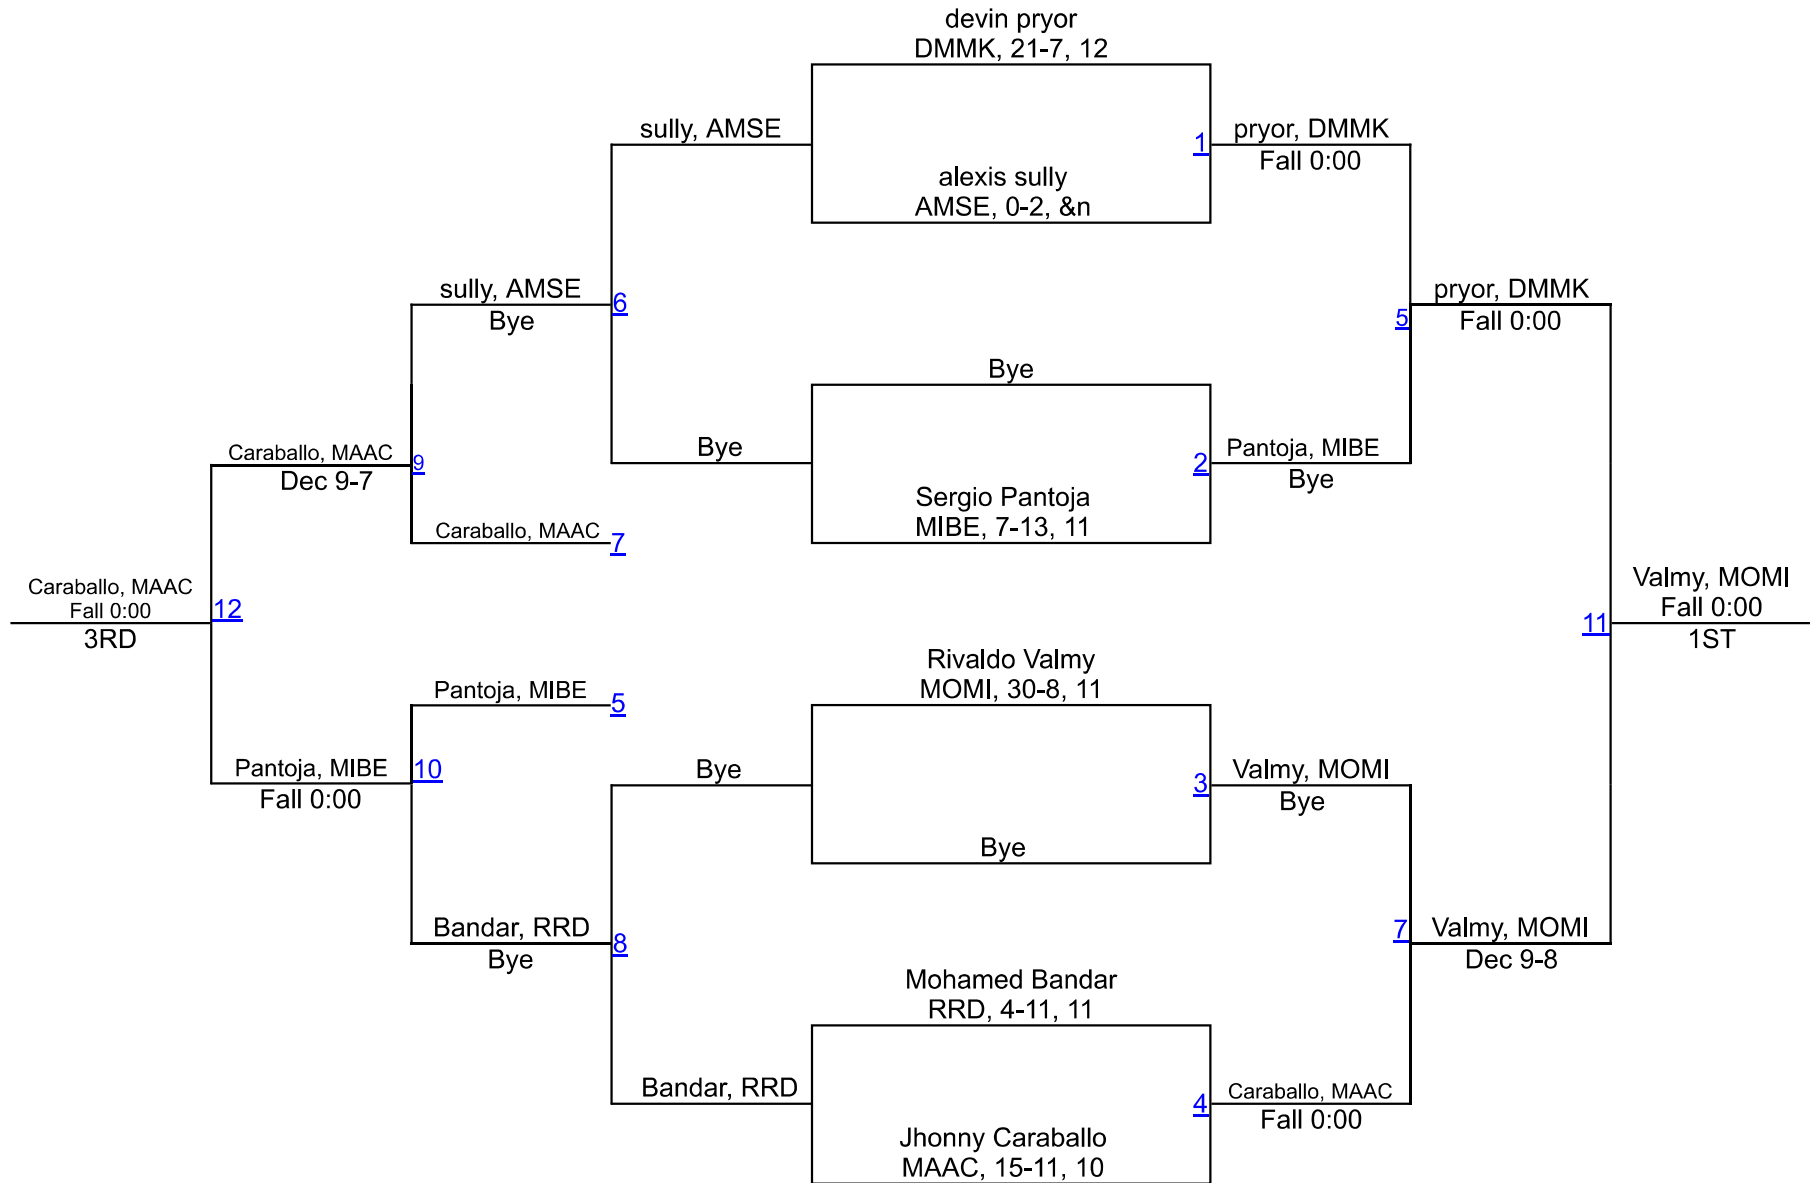 devin pryor
DMMK, 21-7, 12
sully, AMSE
1
pryor, DMMK
Fall 0:00
alexis sully
AMSE, 0-2, &n
sully, AMSE
Bye
6
5
pryor, DMMK
Fall 0:00
Bye
Caraballo, MAAC
Dec 9-7
9
Bye
2
Pantoja, MIBE
Bye
Sergio Pantoja
MIBE, 7-13, 11
Caraballo, MAAC
7
Caraballo, MAAC
Fall 0:00
3RD
12
11
Valmy, MOMI
Fall 0:00
1ST
Rivaldo Valmy
MOMI, 30-8, 11
Pantoja, MIBE
5
Pantoja, MIBE
Fall 0:00
10
Bye
3
Valmy, MOMI
Bye
Bye
Bandar, RRD
Bye
8
7
Valmy, MOMI
Dec 9-8
Mohamed Bandar
RRD, 4-11, 11
Bandar, RRD
4
Caraballo, MAAC
Fall 0:00
Jhonny Caraballo
MAAC, 15-11, 10